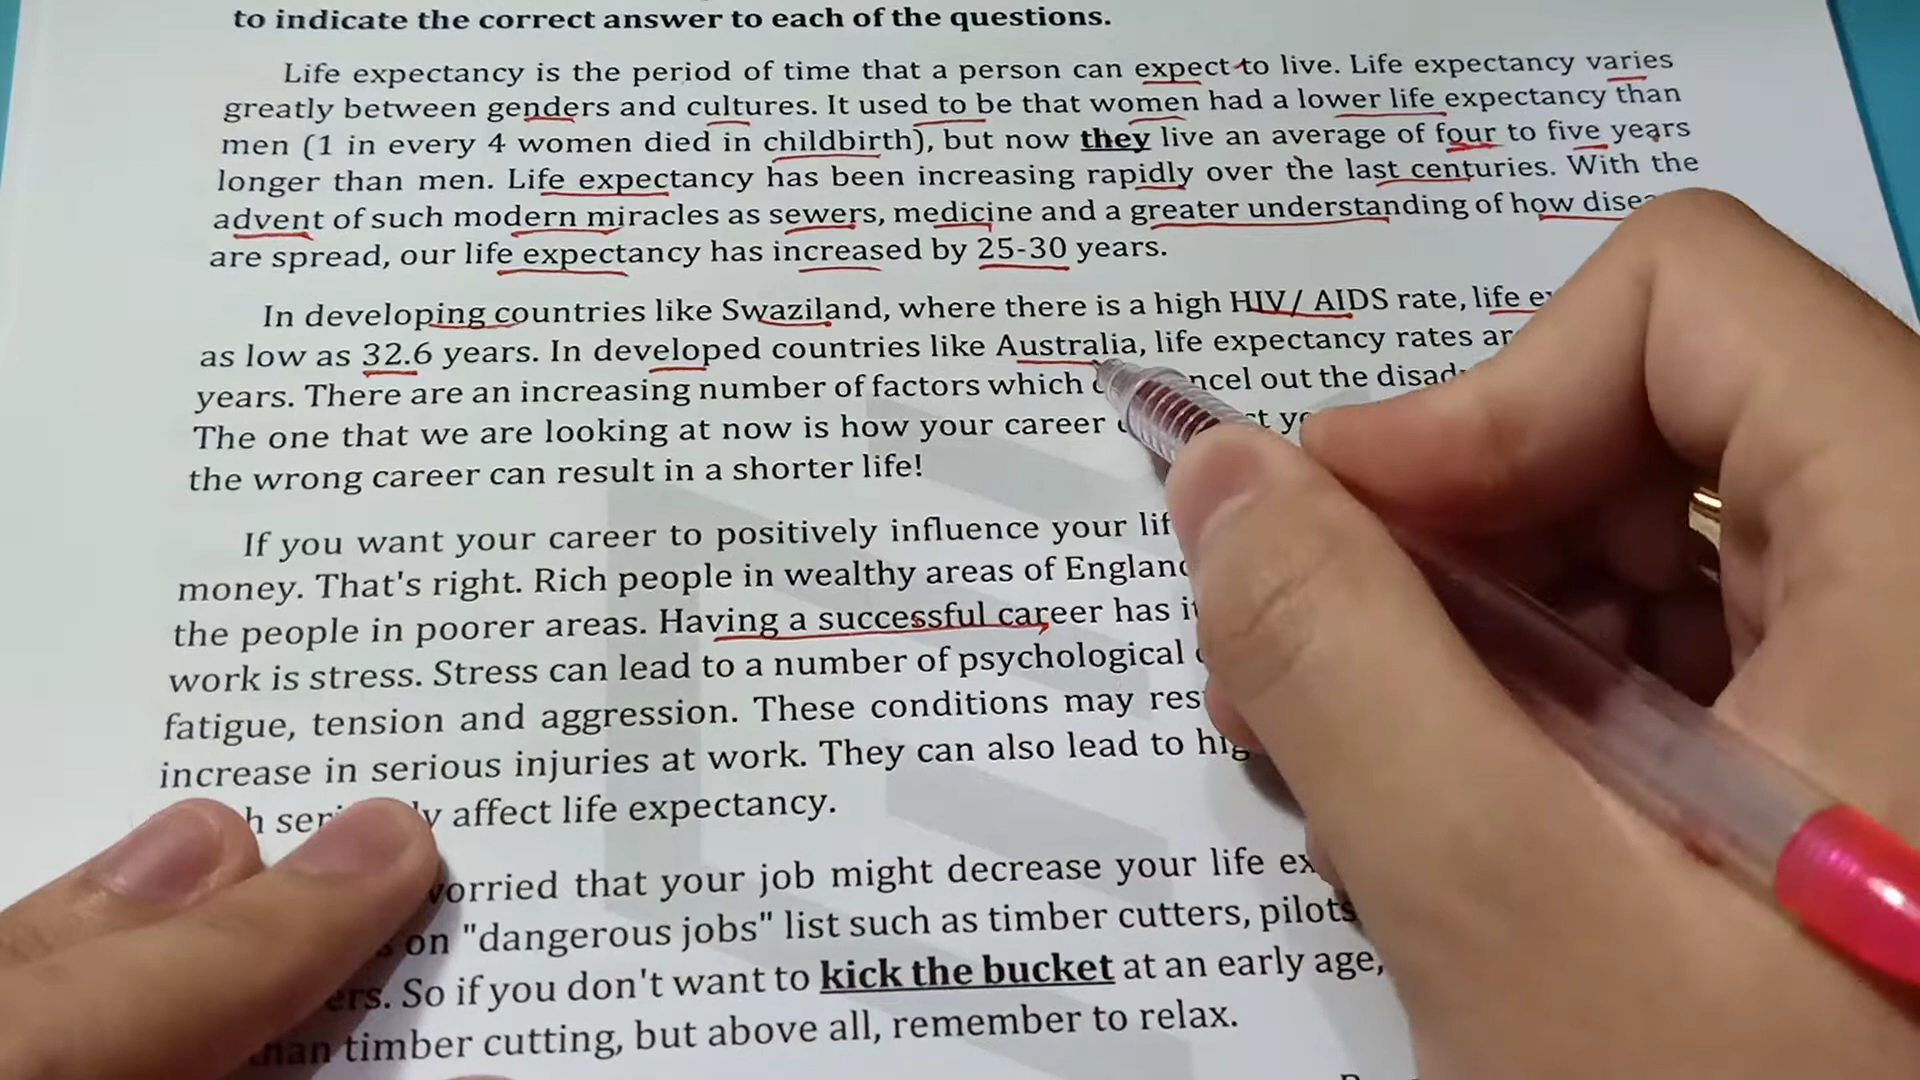 to indicate the correct answer to each of the questions.
Life expectancy is the period of time that a person can expect to live. Life expectancy varies
greatly between genders and cultures. It used to be that women had a lower life expectancy than
men (1 in every 4 women died in childbirth), but now they live an average of four to five years
longer than men. Life expectancy has been increasing rapidly over the last centuries. With the
advent of such modern miracles as sewers, medicine and a greater understanding of how
are spread, our life expectancy has increased by 25-30 years.
In developing countries like Swaziland, where there is a high HIV/ AIDS rate, life
as low as 32.6 years. In developed countries like Australia, life expectancy rates
years. There are an increasing number of factors which out the
The one that we are looking at now is how your career
the wrong career can result in a shorter life!
If you want your career to positively influence your
money. That's right. Rich people in wealthy areas of
the people in poorer areas. Having a successful career has
work is stress. Stress can lead to a number of psychological
fatigue, tension and aggression. These conditions may
increase in serious injuries at work. They can also lead to
affect life expectancy.
worried that your job might decrease your life
on "dangerous jobs" list such as timber cutters, pilots
So if you don't want to kick the bucket at an early age,
timber cutting, but above all, remember to relax.